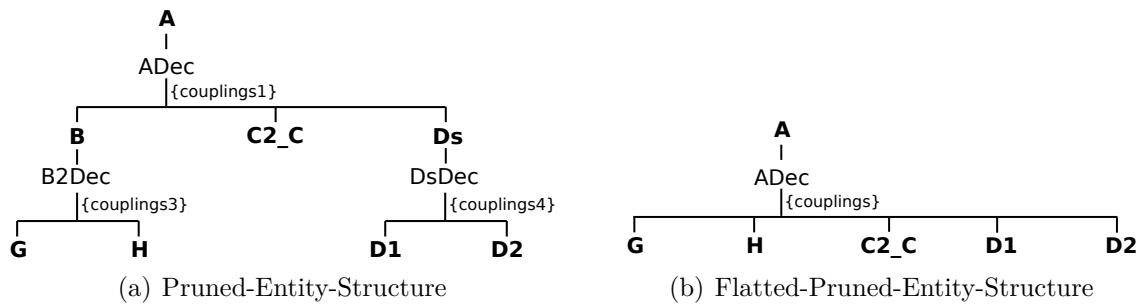 A
ADec
{couplings1}
B C2_C Ds
B2Dec DsDec
{couplings3} {couplings4}
G H D1 D2
(a) Pruned-Entity-Structure
A
ADec
{couplings}
G H C2_C D1 D2
(b) Flatted-Pruned-Entity-Structure